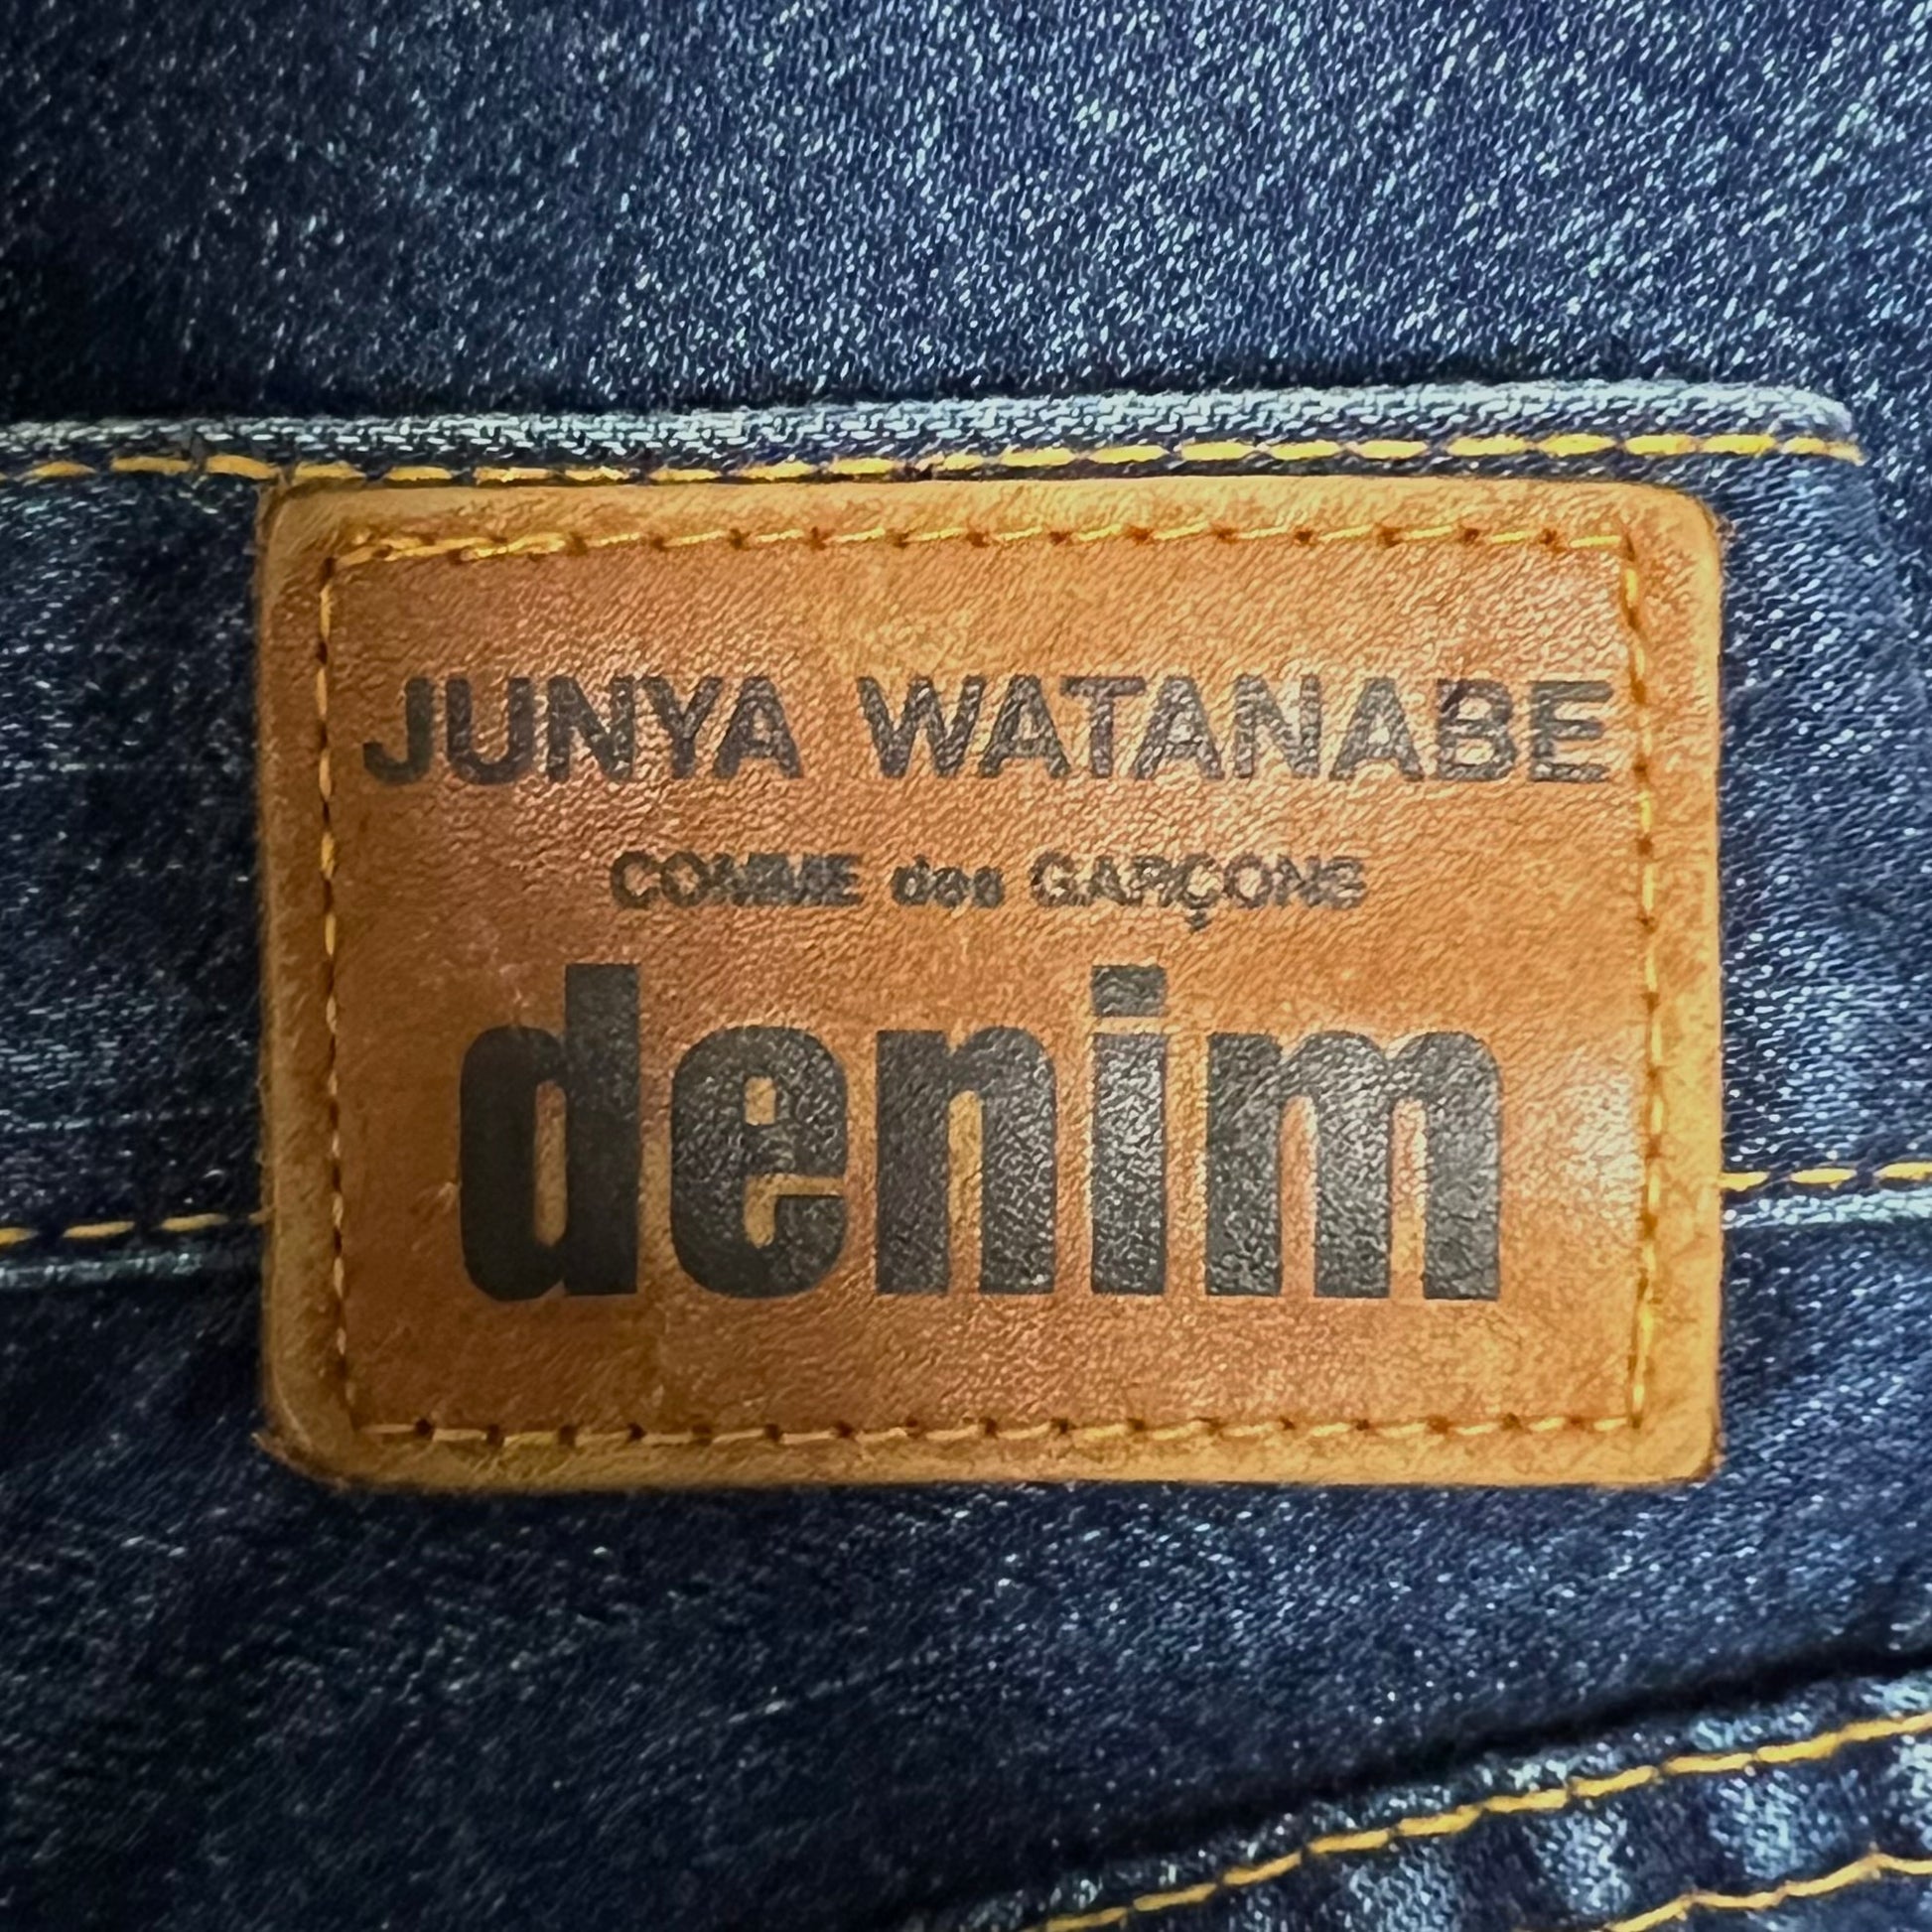 JUNYA WATANABE
COMME des GARÇONS
denim